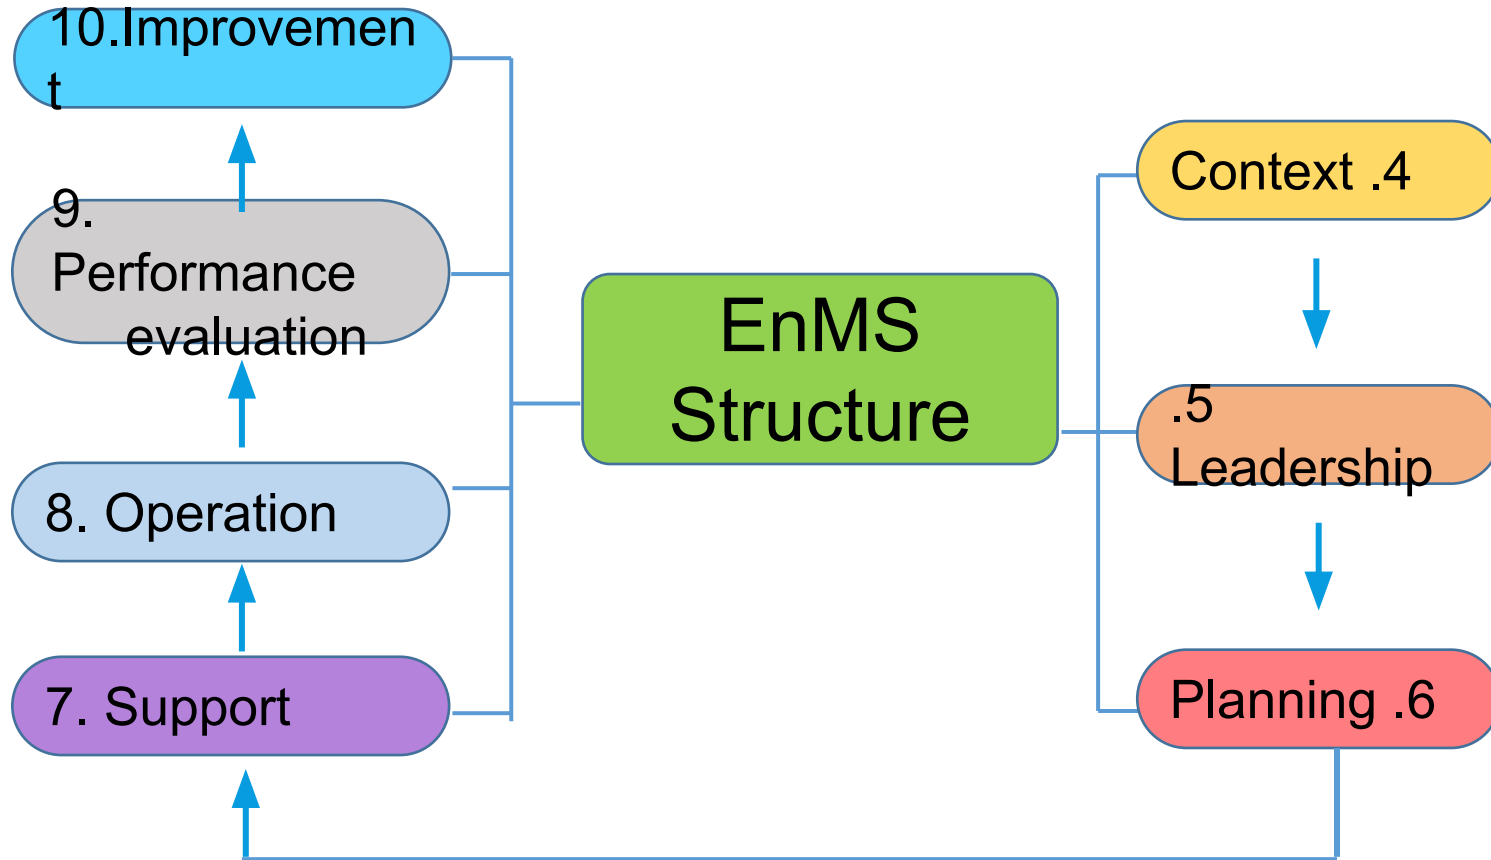 10.Improvemen
t
9.
Performance
evaluation
8. Operation
7. Support
EnMS
Structure
Context .4
.5
Leadership
Planning .6